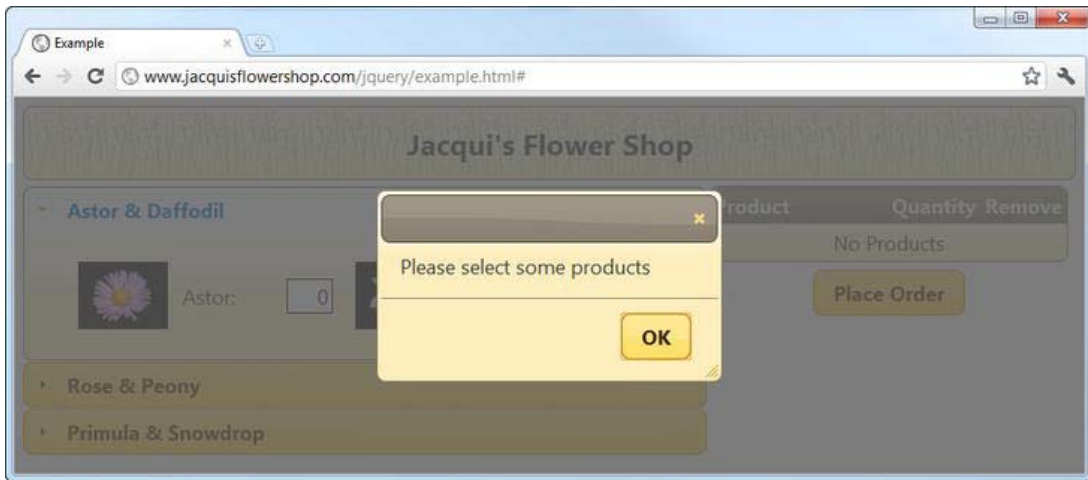 Example
www.jacquisflowershop.com/jquery/example.html#
Jacqui's Flower Shop
Astor & Daffodil
Product Quantity Remove
No Products
Please select some products
Astor: 0
Place Order
OK
Rose & Peony
Primula & Snowdrop